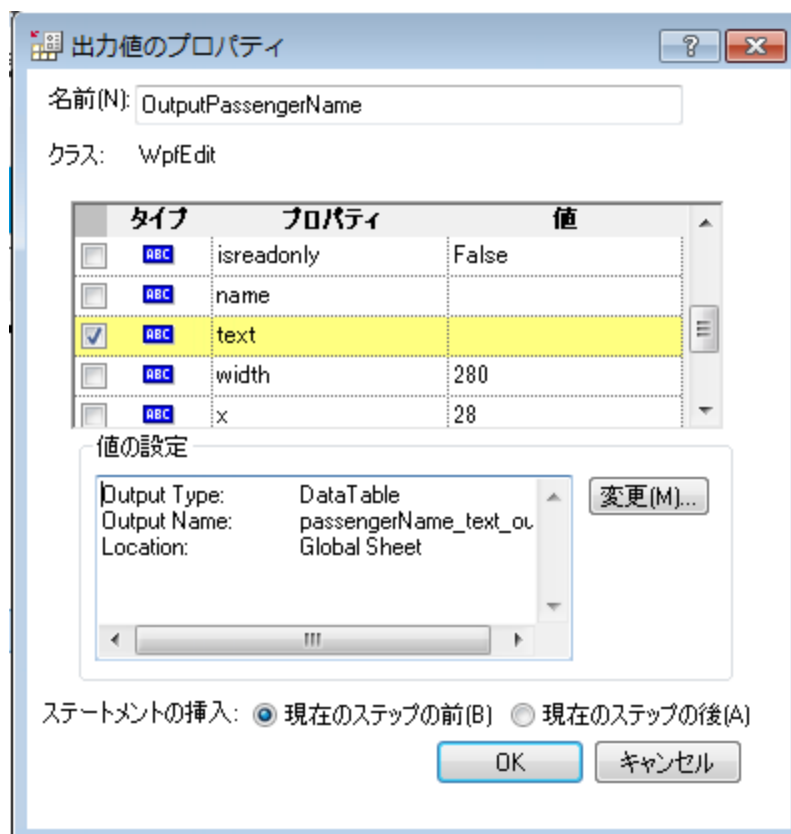 出力値のプロパティ
名前(N): OutputPassengerName
クラス: WpfEdit
タイプ プロパティ 値
ABC isreadonly False
ABC name
ABC text
ABC width 280
ABC x 28
値の設定
Output Type: DataTable
Output Name: passengerName_text_ou
Location: Global Sheet
変更(M)...
ステートメントの挿入: 現在のステップの前(B) 現在のステップの後(A)
OK キャンセル